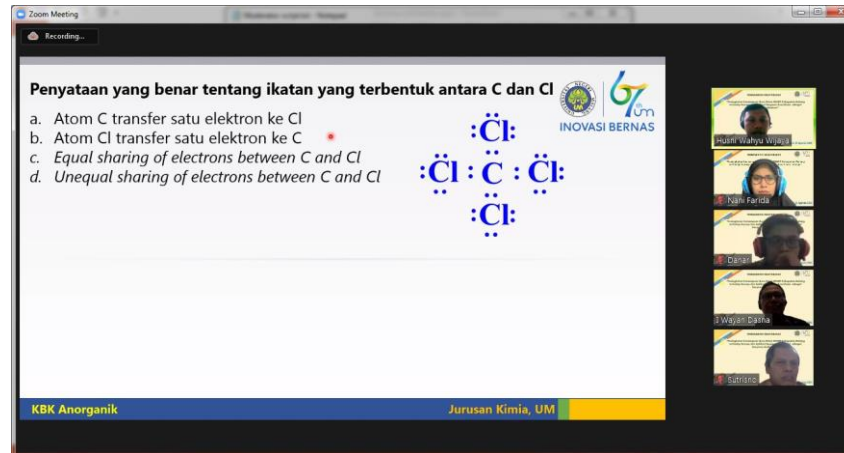 Zoom Meeting
Recording...
Penyataan yang benar tentang ikatan yang terbentuk antara C dan Cl
a. Atom C transfer satu elektron ke Cl
b. Atom Cl transfer satu elektron ke C
c. Equal sharing of electrons between C and Cl
d. Unequal sharing of electrons between C and Cl
um
INOVASI BERNAS
:Cl:
:Cl : C : Cl:
:Cl:
KBK Anorganik
Jurusan Kimia, UM
Husni Wahyu Wijaya
Nani Farida
Danar
I Wayan Dasna
Sutrisno